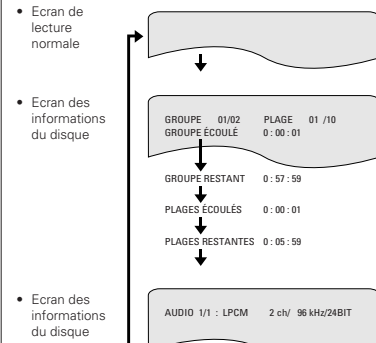 • Ecran de
lecture
normale
• Ecran des
informations
du disque
GROUPE 01/02 PLAGE 01 /10
GROUPE ÉCOULÉ 0 : 00 : 01
GROUPE RESTANT 0 : 57 : 59
PLAGES ÉCOULÉS 0 : 00 : 01
PLAGES RESTANTES 0 : 05 : 59
• Ecran des
informations
du disque
AUDIO 1/1 : LPCM 2 ch/ 96 kHz/24BIT